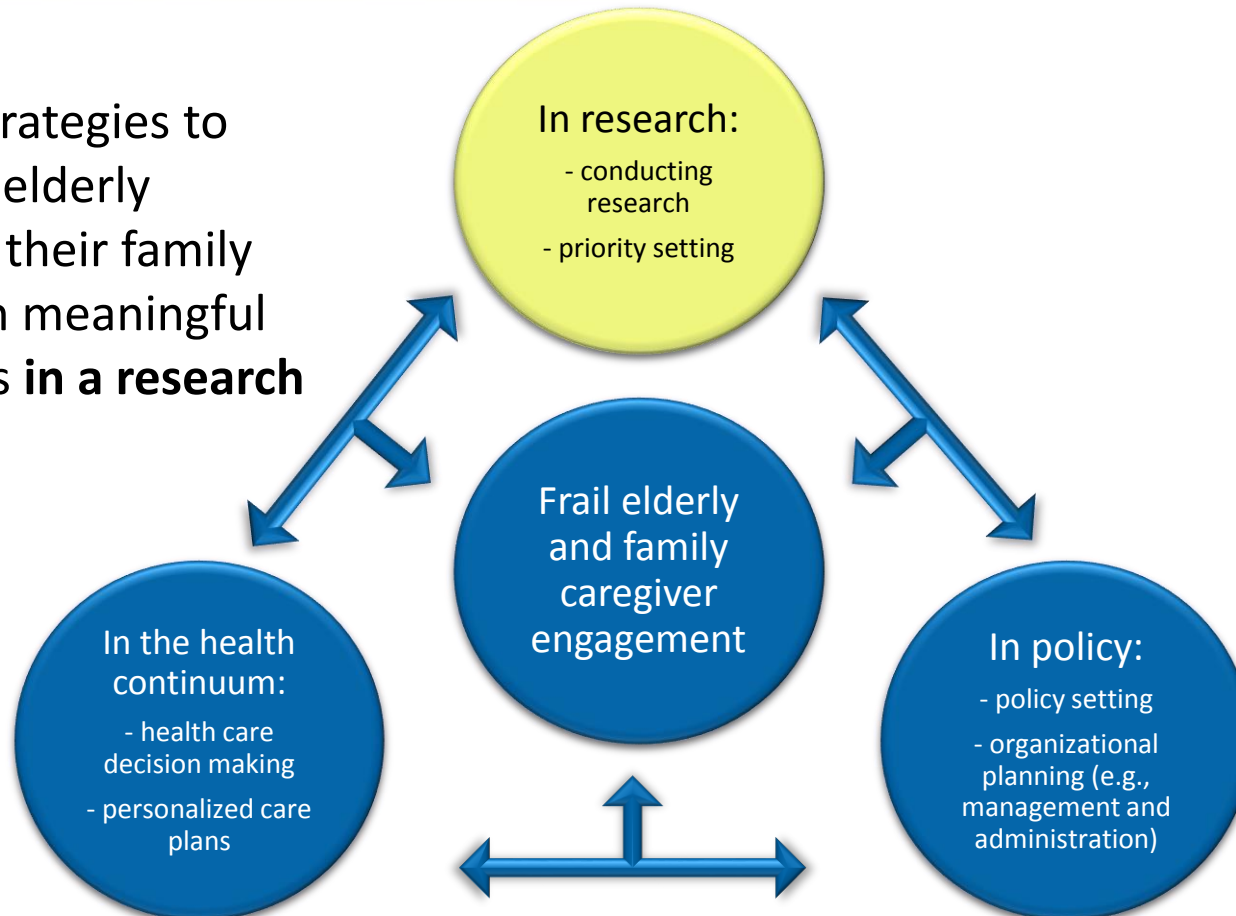 rategies to
elderly
their family
meaningful
s in a research
In research:
- conducting
research
- priority setting
Frail elderly
and family
caregiver
engagement
In the health
continuum:
- health care
decision making
- personalized care
plans
In policy:
- policy setting
- organizational
planning (e.g.,
management and
administration)